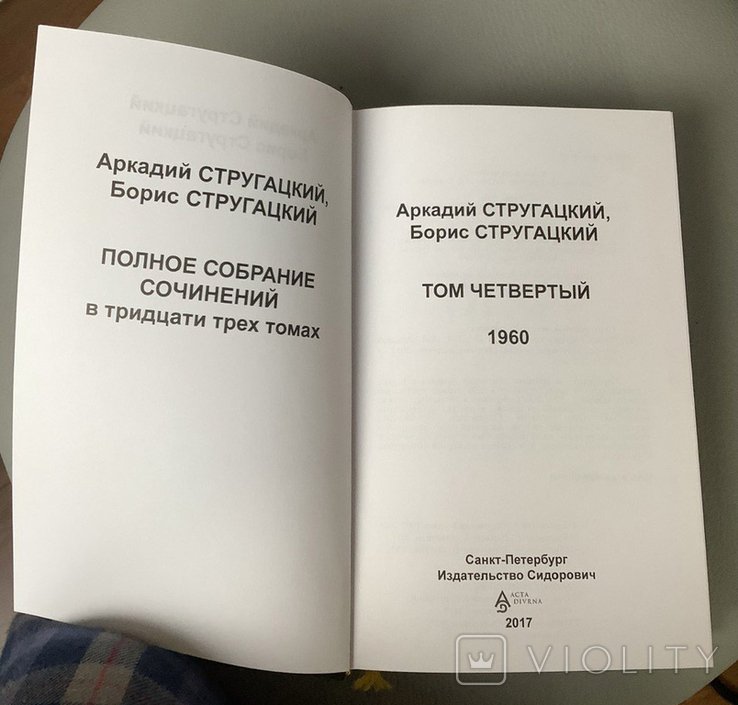 Аркадий СТРУГАЦКИЙ,
Борис СТРУГАЦКИЙ
ПОЛНОЕ СОБРАНИЕ
СОЧИНЕНИЙ
в тридцати трех томах
Аркадий СТРУГАЦКИЙ,
Борис СТРУГАЦКИЙ
ТОМ ЧЕТВЕРТЫЙ
1960
Санкт-Петербург
Издательство Сидорович
ACTA
DIVRNA
2017
VIOLITY